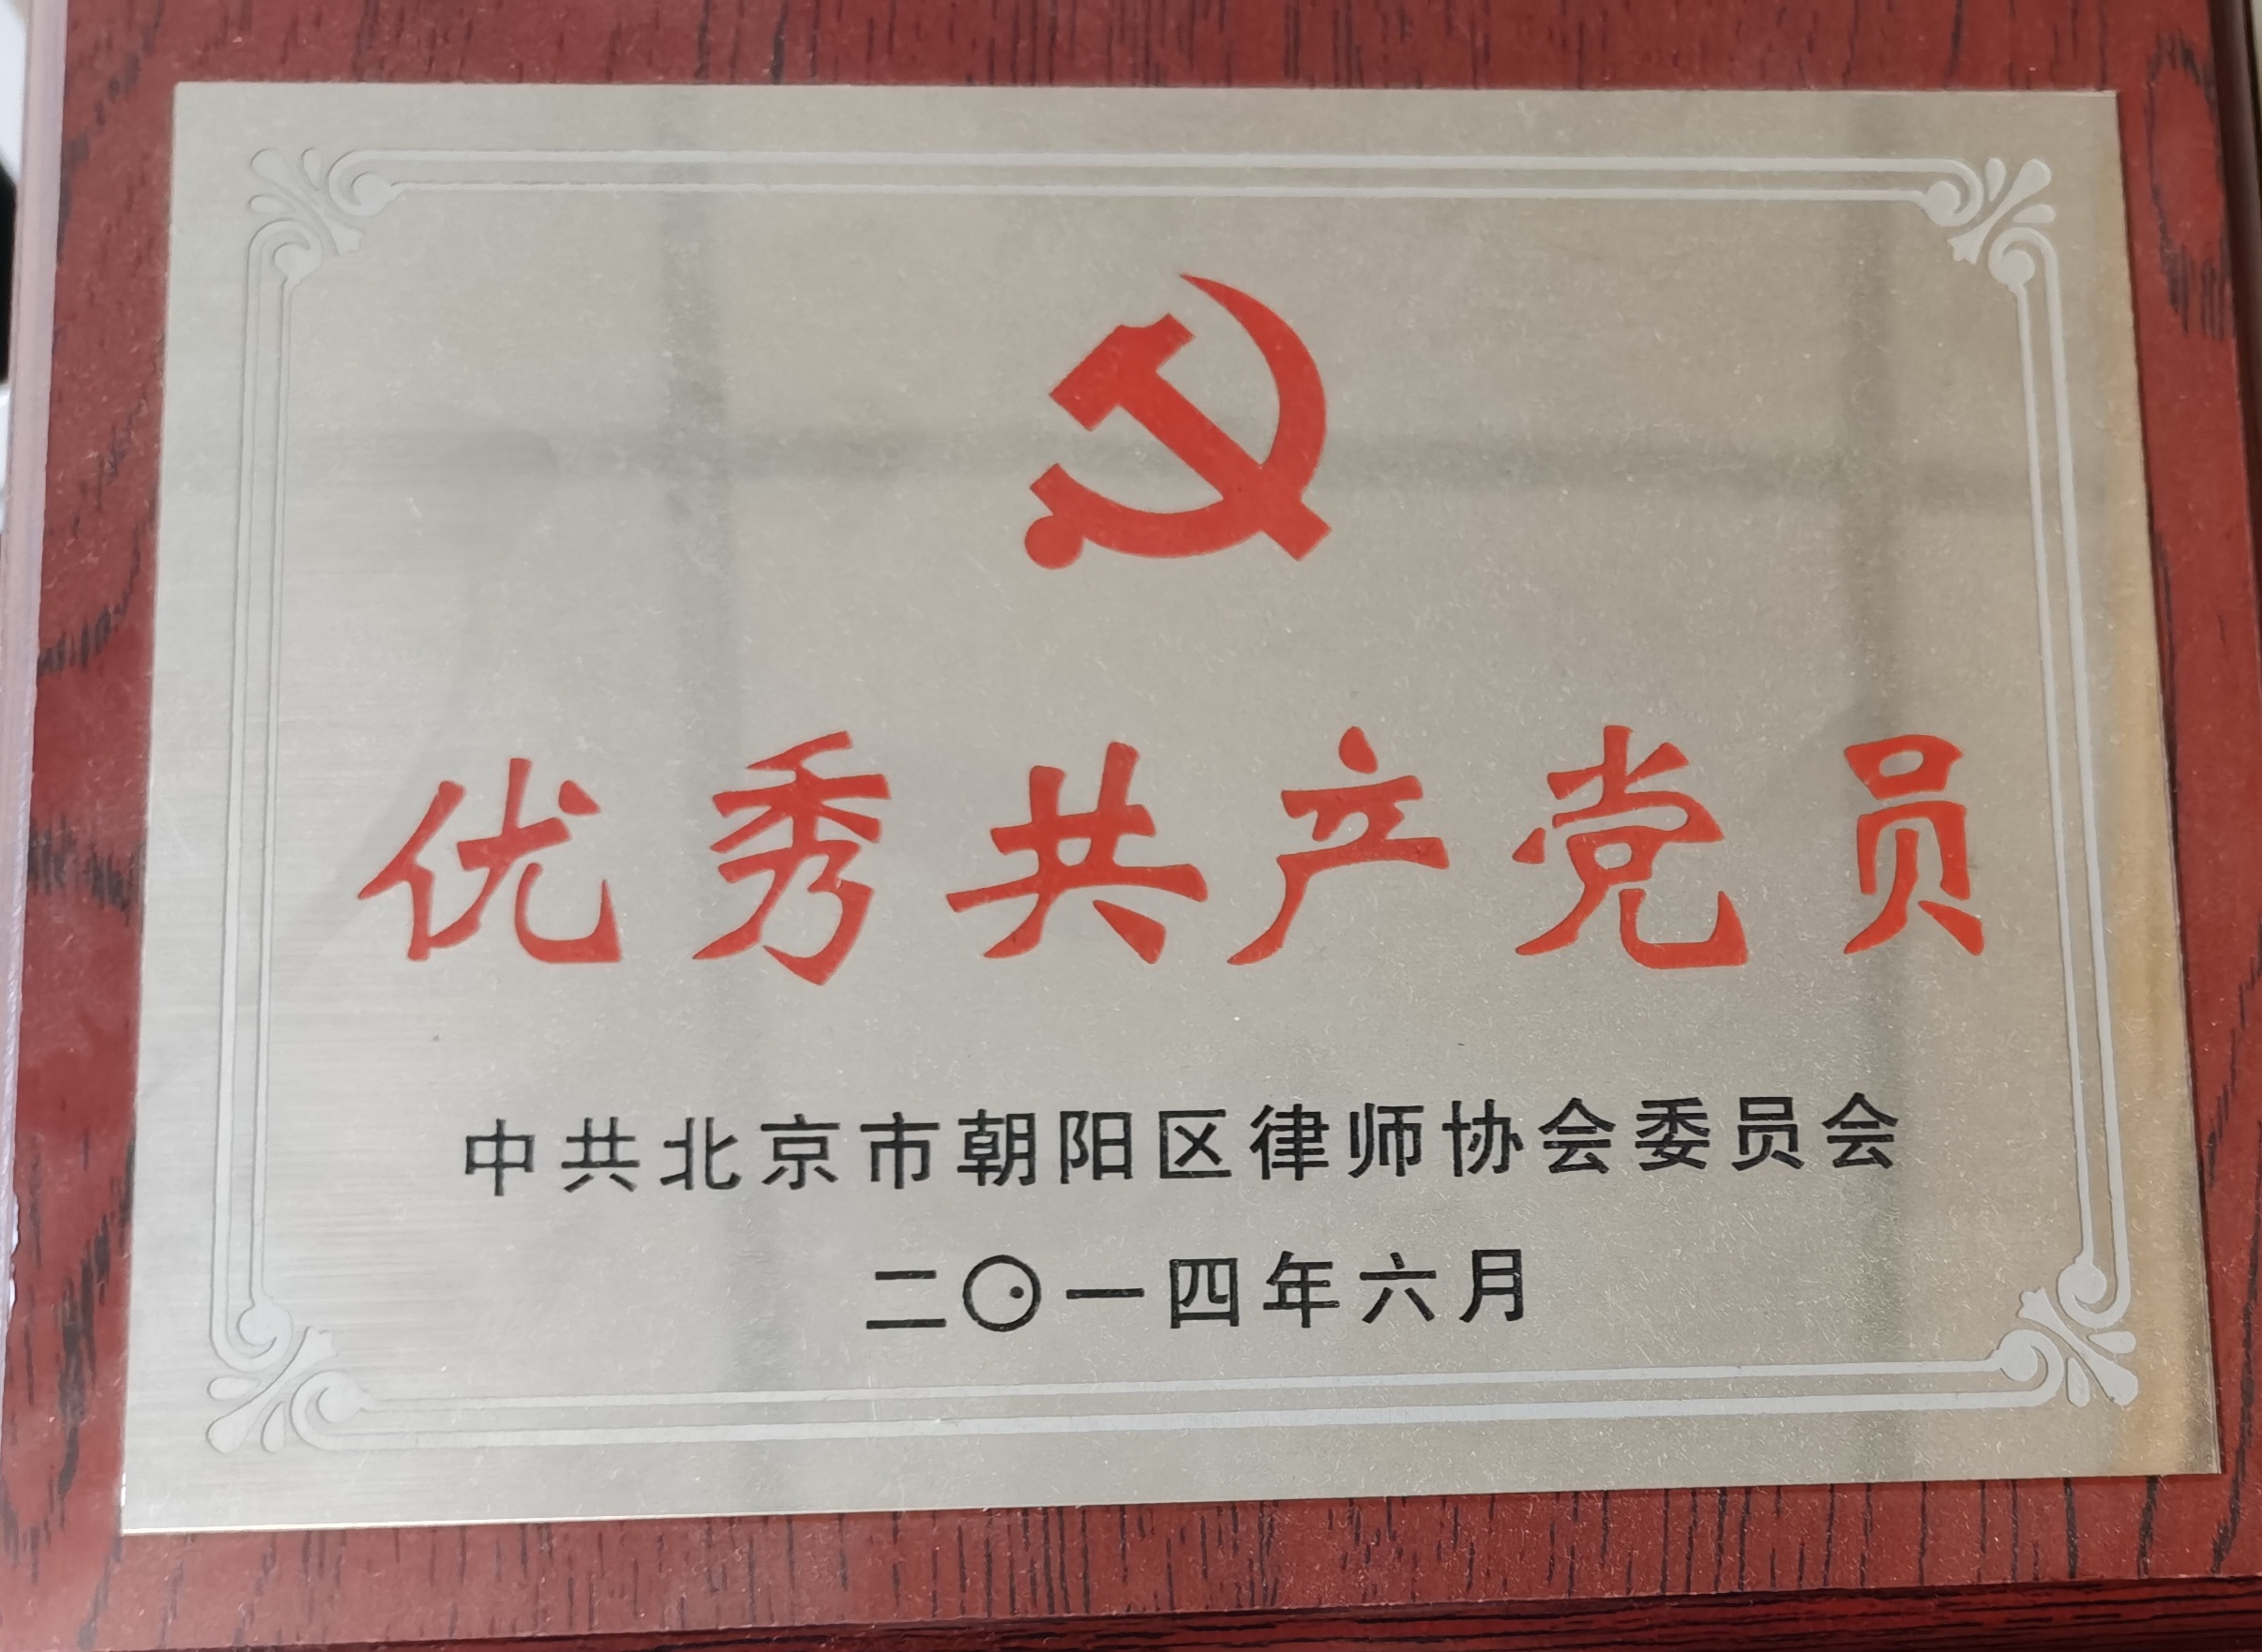 优秀共产党员
中共北京市朝阳区律师协会委员会
二〇一四年六月